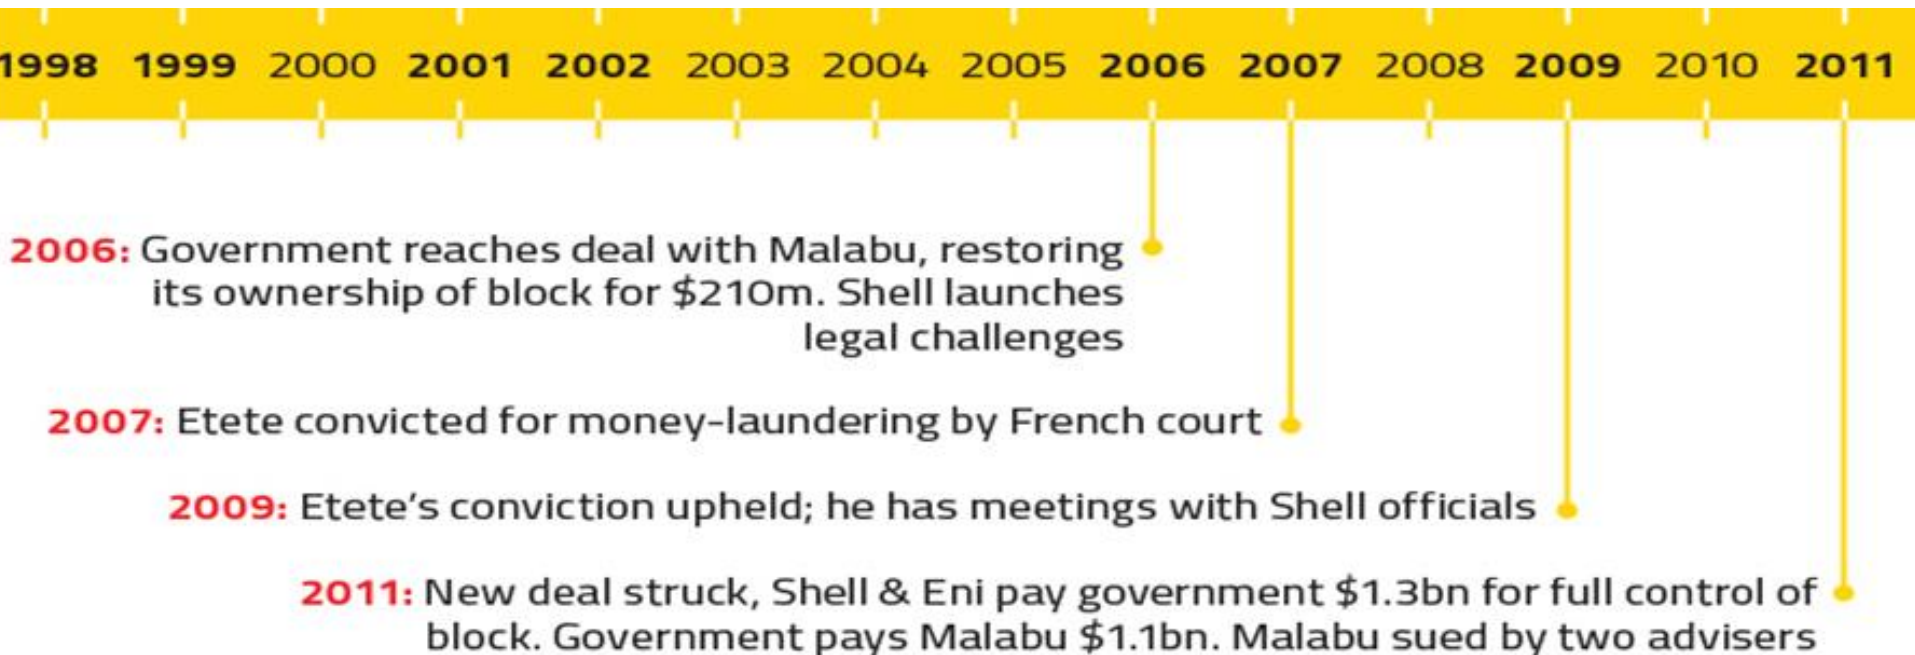 1998 1999 2000 2001 2002 2003 2004 2005 2006 2007 2008 2009 2010 2011
2006: Government reaches deal with Malabu, restoring
its ownership of block for $210m. Shell launches
legal challenges
2007: Etete convicted for money-laundering by French court
2009: Etete’s conviction upheld; he has meetings with Shell officials
2011: New deal struck, Shell & Eni pay government $1.3bn for full control of
block. Government pays Malabu $1.1bn. Malabu sued by two advisers